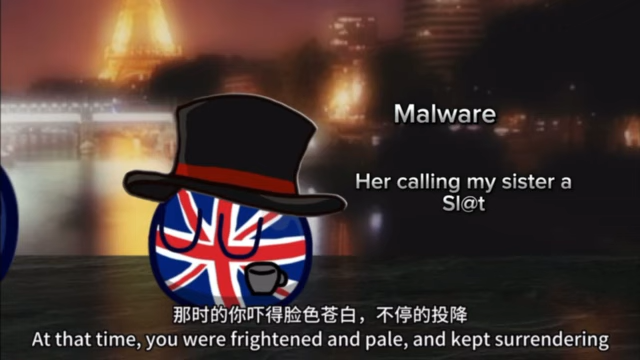 Malware
Her calling my sister a
Sl@t
那时的你吓得脸色苍白，不停的投降
At that time, you were frightened and pale, and kept surrendering